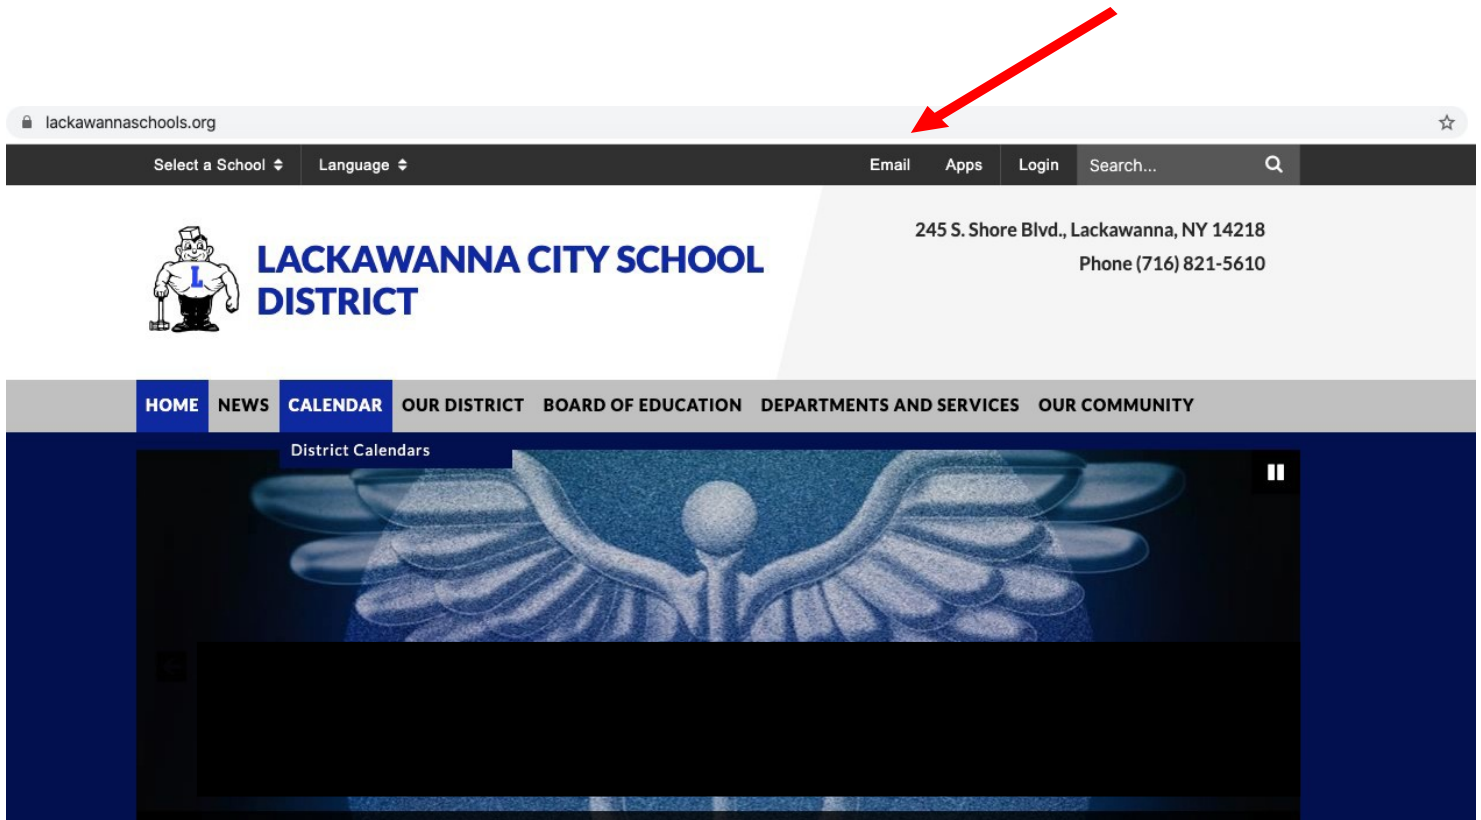 lackawannaschools.org
Select a School Language Email Apps Login Search...
245 S. Shore Blvd., Lackawanna, NY 14218
Phone (716) 821-5610
L
LACKAWANNA CITY SCHOOL
DISTRICT
HOME NEWS CALENDAR OUR DISTRICT BOARD OF EDUCATION DEPARTMENTS AND SERVICES OUR COMMUNITY
District Calendars